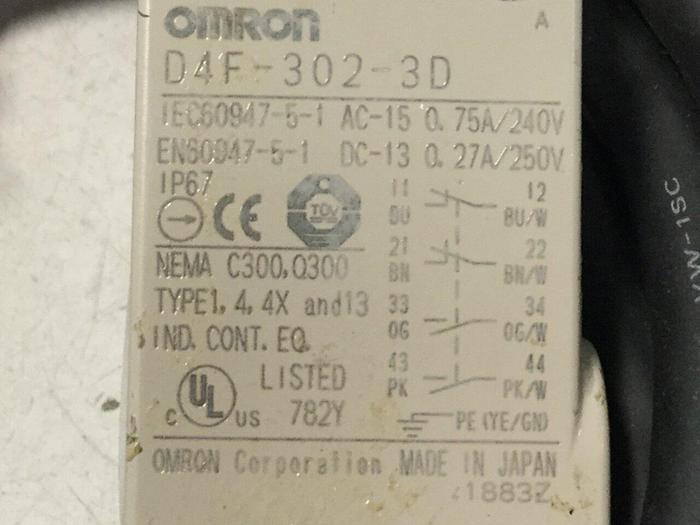 OMRON
A
D4F-302-3D
IEC60947-5-1 AC-15 0.75A/240V
EN60947-5-1 DC-13 0.27A/250V
IP67
CE
TÜV
11 12
BU BU/W
21 22
BN BN/W
33 34
OG OG/W
43 44
PK PK/W
PE (YE/GN)
NEMA C300,Q300
TYPE1, 4, 4X and13
IND. CONT. EQ.
C UL US
LISTED
782Y
OMRON Corporation MADE IN JAPAN
1883Z